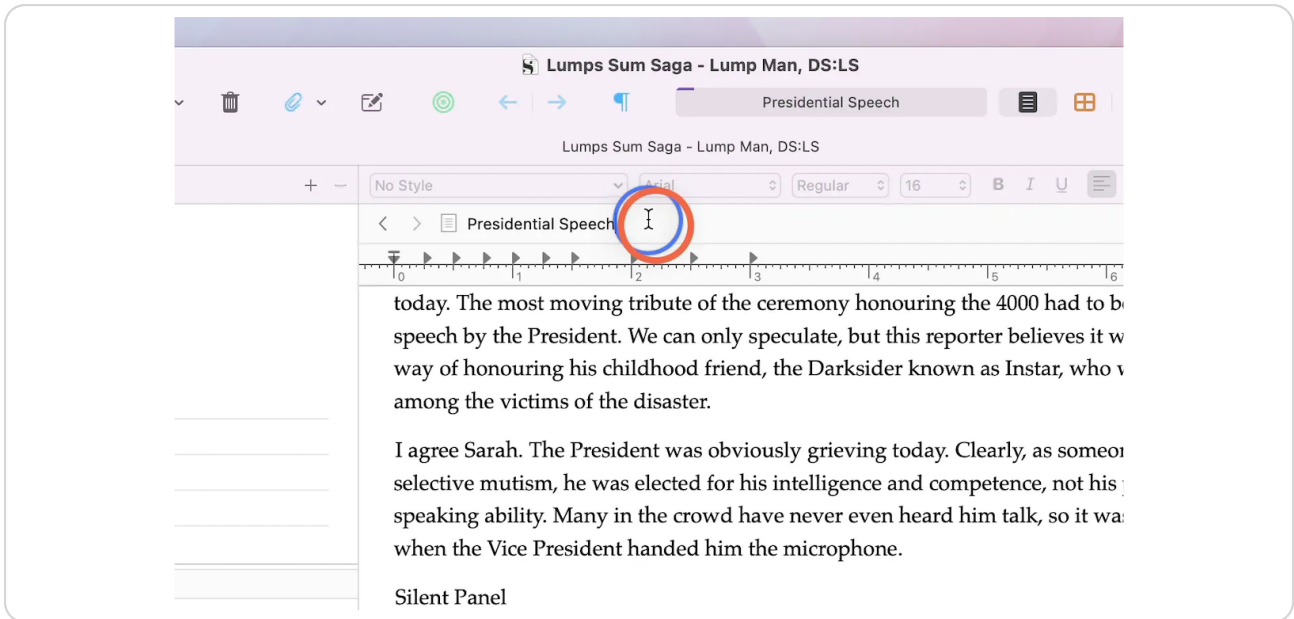 Lumps Sum Saga - Lump Man, DS:LS
Presidential Speech
Lumps Sum Saga - Lump Man, DS:LS
No Style
Arial
Regular
16
B I U
Presidential Speech
0 1 2 3 4 5 6
today. The most moving tribute of the ceremony honouring the 4000 had to
speech by the President. We can only speculate, but this reporter believes it
way of honouring his childhood friend, the Darksider known as Instar, who
among the victims of the disaster.
I agree Sarah. The President was obviously grieving today. Clearly, as
selective mutism, he was elected for his intelligence and competence, not his
speaking ability. Many in the crowd have never even heard him talk, so it
when the Vice President handed him the microphone.
Silent Panel